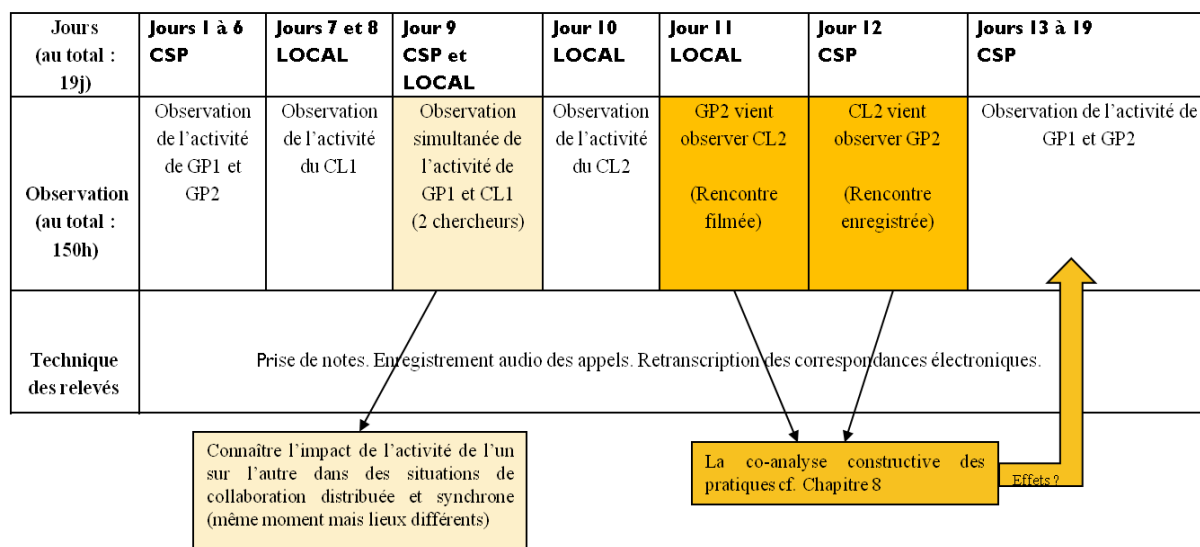 Jours
(au total :
19j)
Jours 1 à 6
CSP
Jours 7 et 8
LOCAL
Jour 9
CSP et
LOCAL
Jour 10
LOCAL
Jour 11
LOCAL
Jour 12
CSP
Jours 13 à 19
CSP
Observation
(au total :
150h)
Observation
de l'activité
de GP1 et
GP2
Observation
de l'activité
du CL1
Observation
simultanée de
l'activité de
GP1 et CL1
(2 chercheurs)
Observation
de l'activité
du CL2
GP2 vient
observer CL2
(Rencontre
filmée)
CL2 vient
observer GP2
(Rencontre
enregistrée)
Observation de l'activité de
GP1 et GP2
Technique
des relevés
Prise de notes. Enregistrement audio des appels. Retranscription des correspondances électroniques.
Connaître l'impact de l'activité de l'un
sur l'autre dans des situations de
collaboration distribuée et synchrone
(même moment mais lieux différents)
La co-analyse constructive des
pratiques cf. Chapitre 8
Effets ?